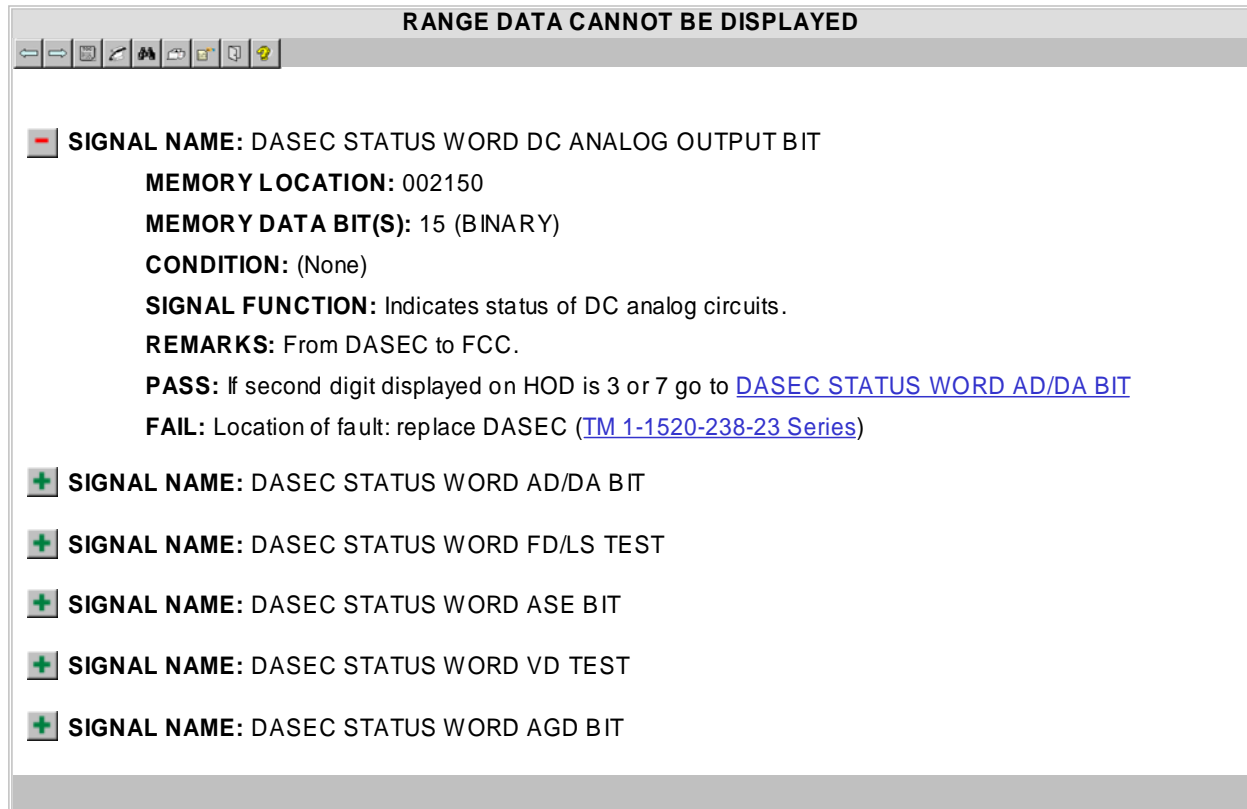 RANGE DATA CANNOT BE DISPLAYED
SIGNAL NAME: DASEC STATUS WORD DC ANALOG OUTPUT BIT
MEMORY LOCATION: 002150
MEMORY DATA BIT(S): 15 (BINARY)
CONDITION: (None)
SIGNAL FUNCTION: Indicates status of DC analog circuits.
REMARKS: From DASEC to FCC.
PASS: If second digit displayed on HOD is 3 or 7 go to DASEC STATUS WORD AD/DA BIT
FAIL: Location of fault: replace DASEC (TM 1-1520-238-23 Series)
SIGNAL NAME: DASEC STATUS WORD AD/DA BIT
SIGNAL NAME: DASEC STATUS WORD FD/LS TEST
SIGNAL NAME: DASEC STATUS WORD ASE BIT
SIGNAL NAME: DASEC STATUS WORD VD TEST
SIGNAL NAME: DASEC STATUS WORD AGD BIT